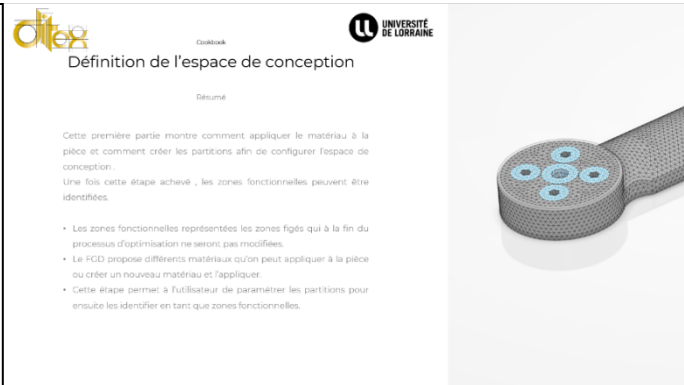 difex
UNIVERSITÉ
DE LORRAINE
Cookbook
Définition de l'espace de conception
Résumé
Cette première partie montre comment appliquer le matériau à la
pièce et comment créer les partitions afin de configurer l'espace de
conception .
Une fois cette étape achevé , les zones fonctionnelles peuvent être
identifiées.
• Les zones fonctionnelles représentées les zones figés qui à la fin du
processus d'optimisation ne seront pas modifiées.
• Le FGD propose différents matériaux qu'on peut appliquer à la pièce
ou créer un nouveau matériau et l'appliquer.
• Cette étape permet à l'utilisateur de paramétrer les partitions pour
ensuite les identifier en tant que zones fonctionnelles.